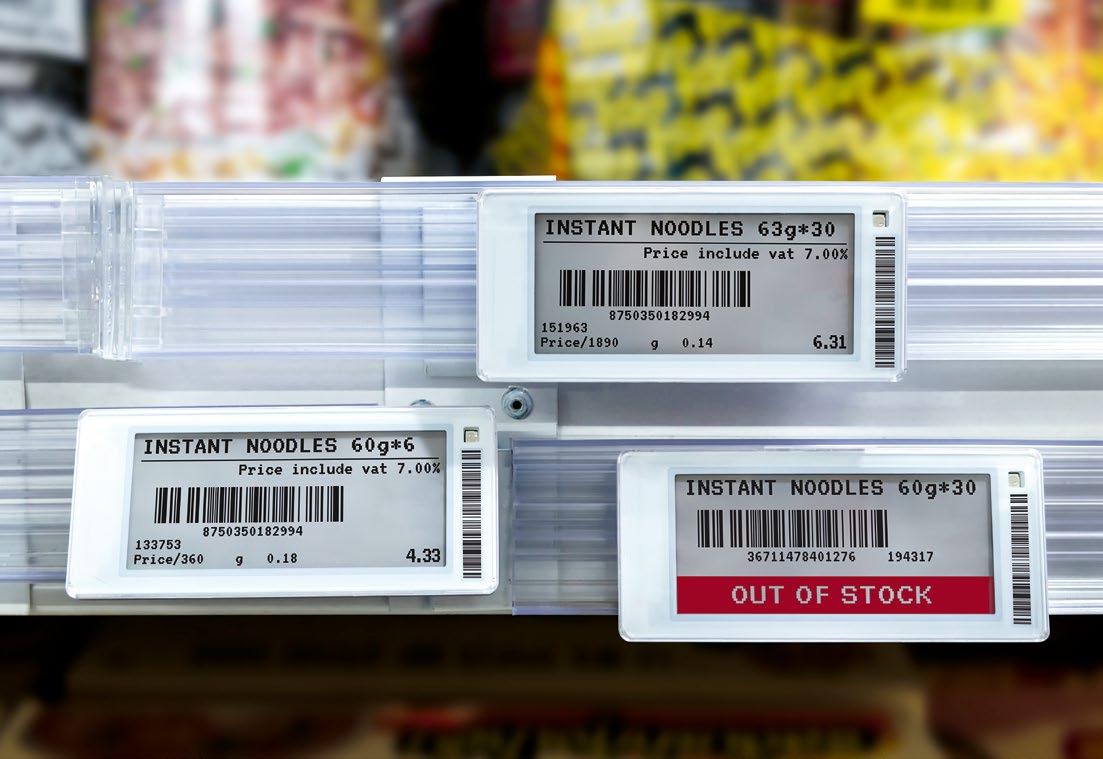 INSTANT NOODLES 63g*30
Price include vat 7.00%
8750350182994
151963
Price/1890 g 0.14 6.31
INSTANT NOODLES 60g*6
Price include vat 7.00%
8750350182994
133753
Price/360 g 0.18 4.33
INSTANT NOODLES 60g*30
36711478401276 194317
OUT OF STOCK